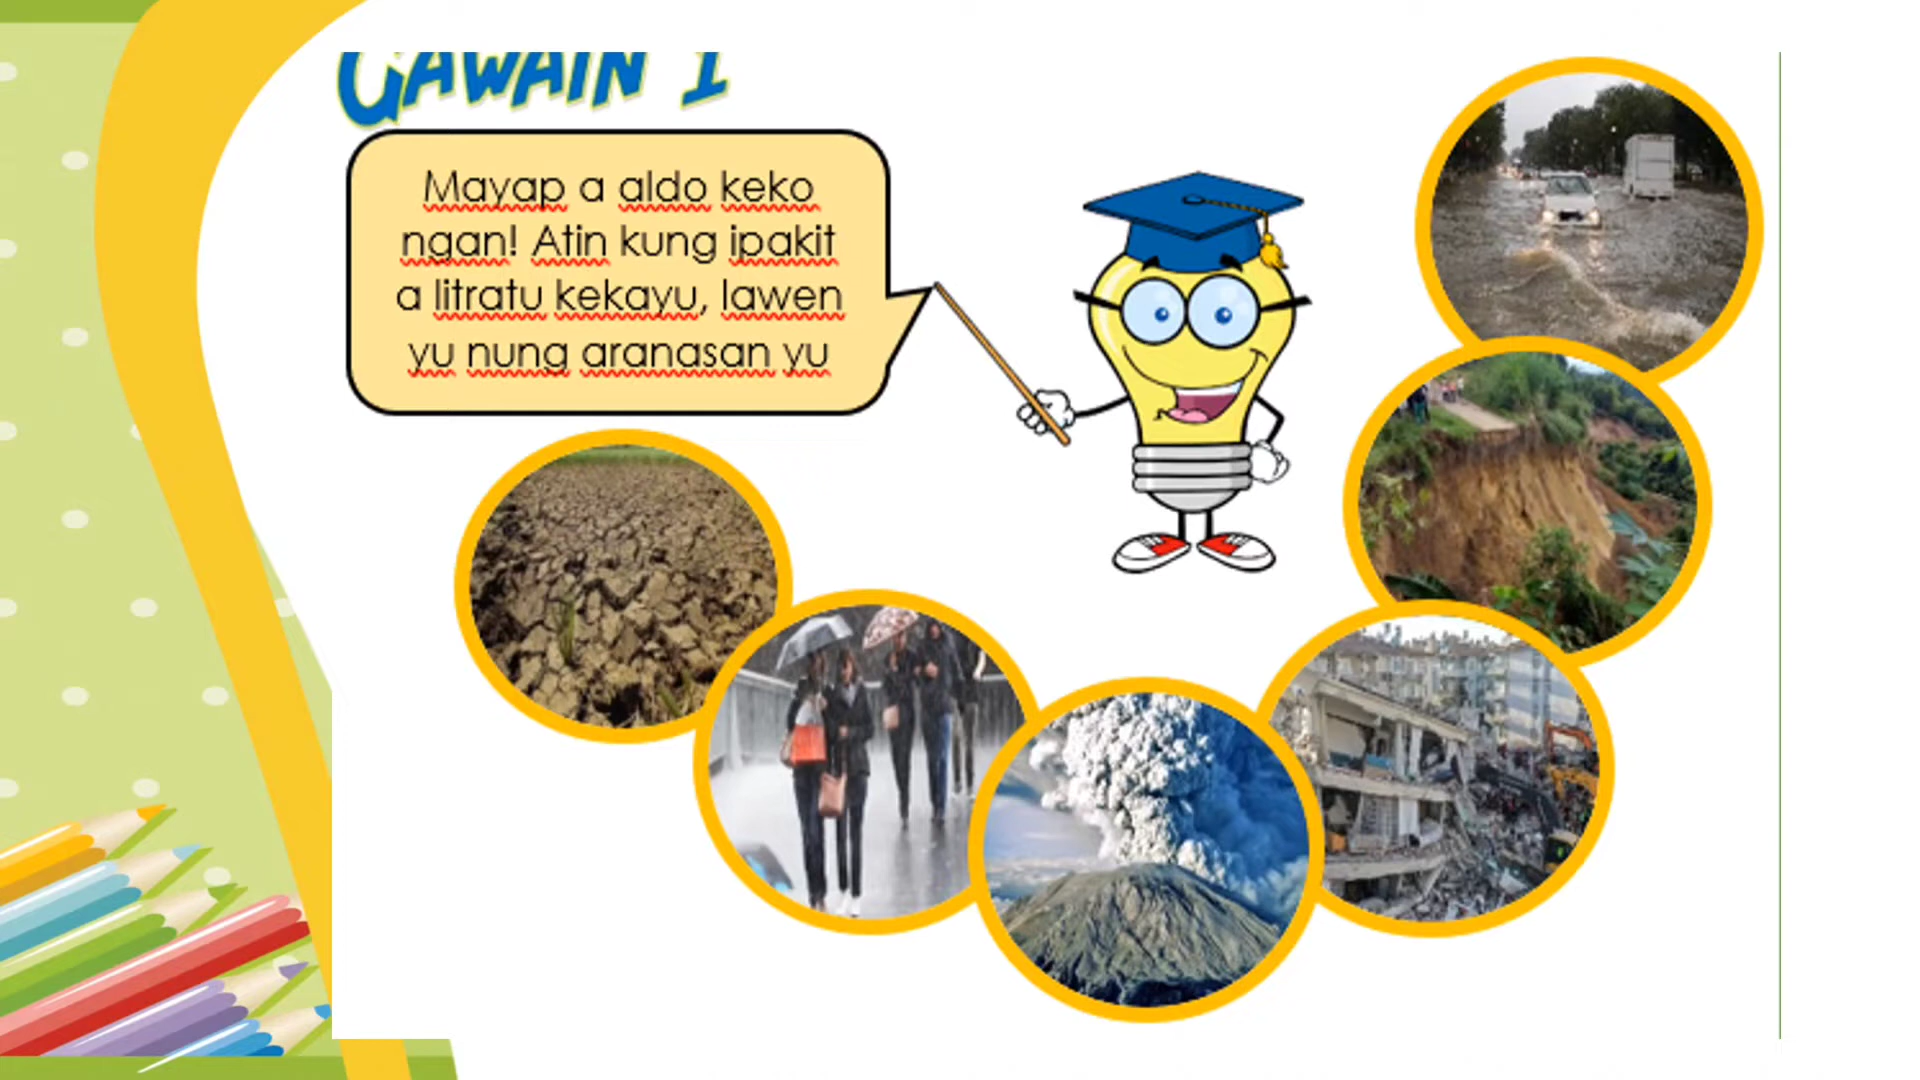 GAWAIN 1
Mayap a aldo keko
ngan! Atin kung ipakit
a litratu kekayu, lawen
yu nung aranasan yu